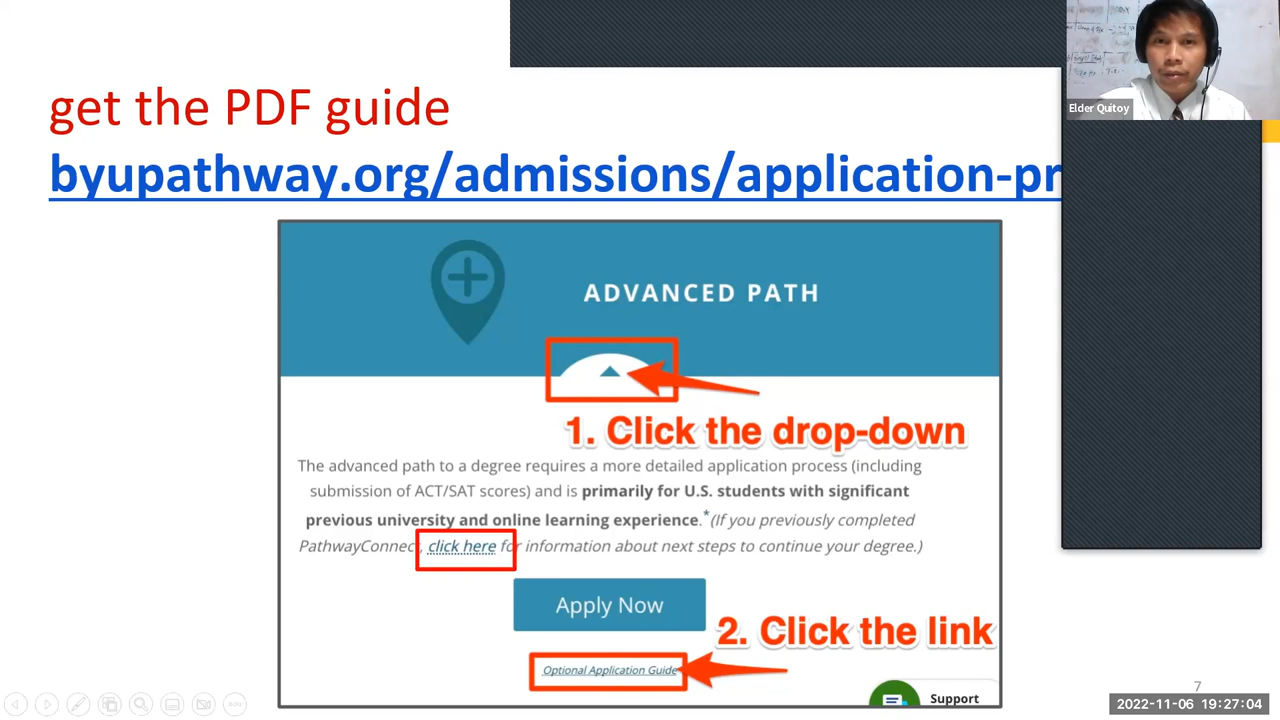 get the PDF guide
byupathway.org/admissions/application-pr
Elder Quitoy
ADVANCED PATH
1. Click the drop-down
The advanced path to a degree requires a more detailed application process (including
submission of ACT/SAT scores) and is primarily for U.S. students with significant
previous university and online learning experience.* (If you previously completed
PathwayConnect, click here for information about next steps to continue your degree.)
Apply Now
2. Click the link
Optional Application Guide
Support
7
2022-11-06 19:27:04